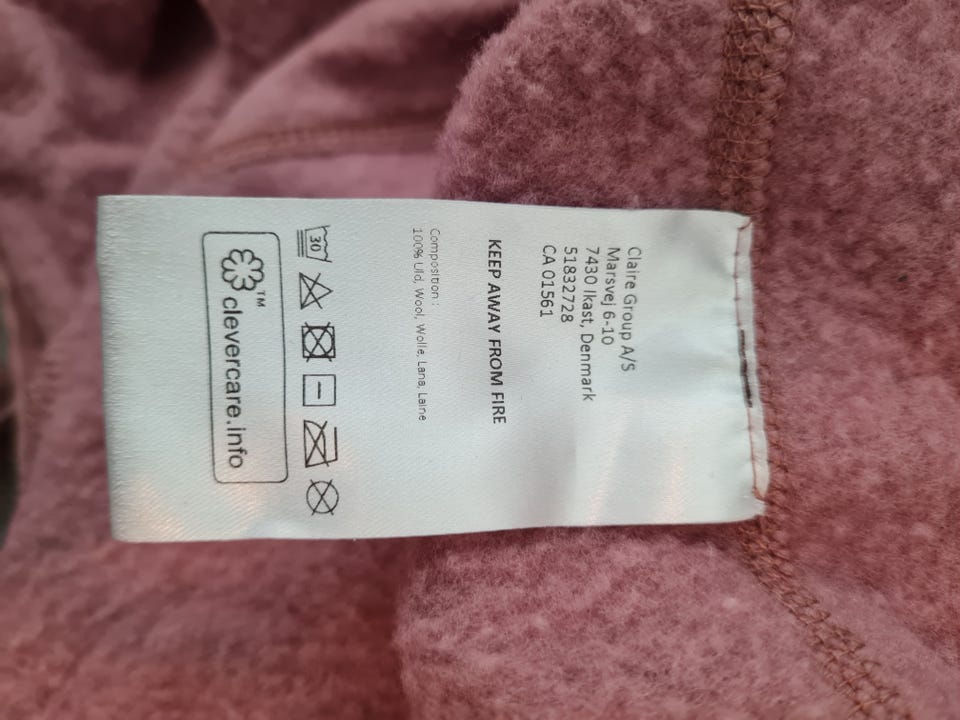 Claire Group A/S
Marsvej 6-10
7430 Ikast, Denmark
51832728
CA 01561
KEEP AWAY FROM FIRE
Composition :
100% Uld, Wool, Wolle, Lana, Laine
30
clevercare.info™